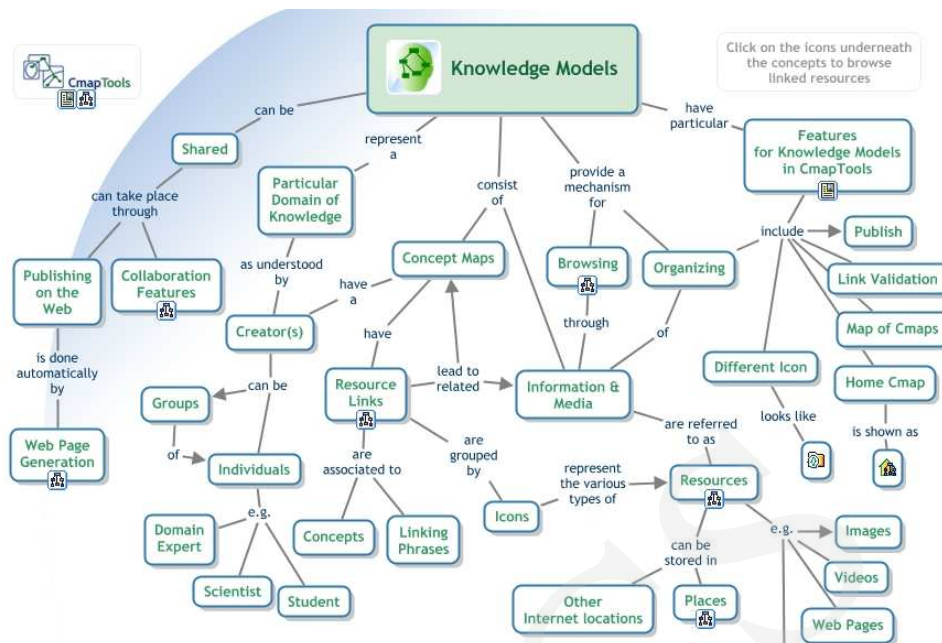 CmapTools
Knowledge Models
Click on the icons underneath
the concepts to browse
linked resources
can be
represent
a
consist
of
provide a
mechanism
for
have
particular
Shared
can take place
through
Publishing
on the
Web
Collaboration
Features
is done
automatically
by
Web Page
Generation
Particular
Domain of
Knowledge
as understood
by
Creator(s)
have
a
Concept Maps
can be
Groups
of
Individuals
e.g.
Domain
Expert
Scientist
Student
have
Resource
Links
lead to
related
are
associated to
Concepts
Linking
Phrases
are
grouped
by
Icons
represent
the various
types of
Browsing
through
Organizing
of
Information &
Media
are referred
to as
Resources
can be
stored in
Other
Internet locations
Places
e.g.
Images
Videos
Web Pages
Features
for Knowledge Models
in CmapTools
include
Publish
Link Validation
Map of Cmaps
Home Cmap
is shown as
Different Icon
looks like